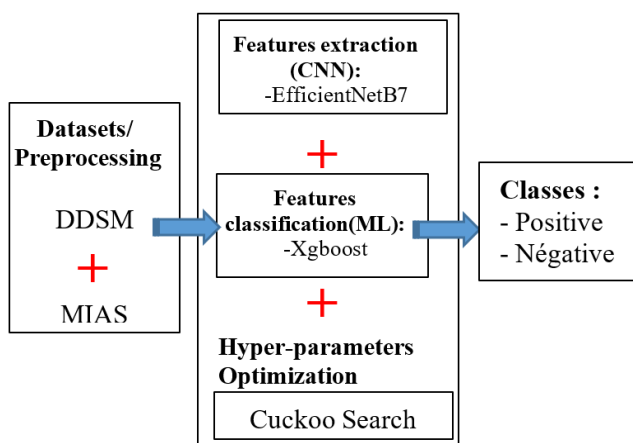 Datasets/
Preprocessing
DDSM
+
MIAS
Features extraction
(CNN):
-EfficientNetB7
+
Features
classification(ML):
-Xgboost
+
Hyper-parameters
Optimization
Cuckoo Search
Classes :
- Positive
- Négative